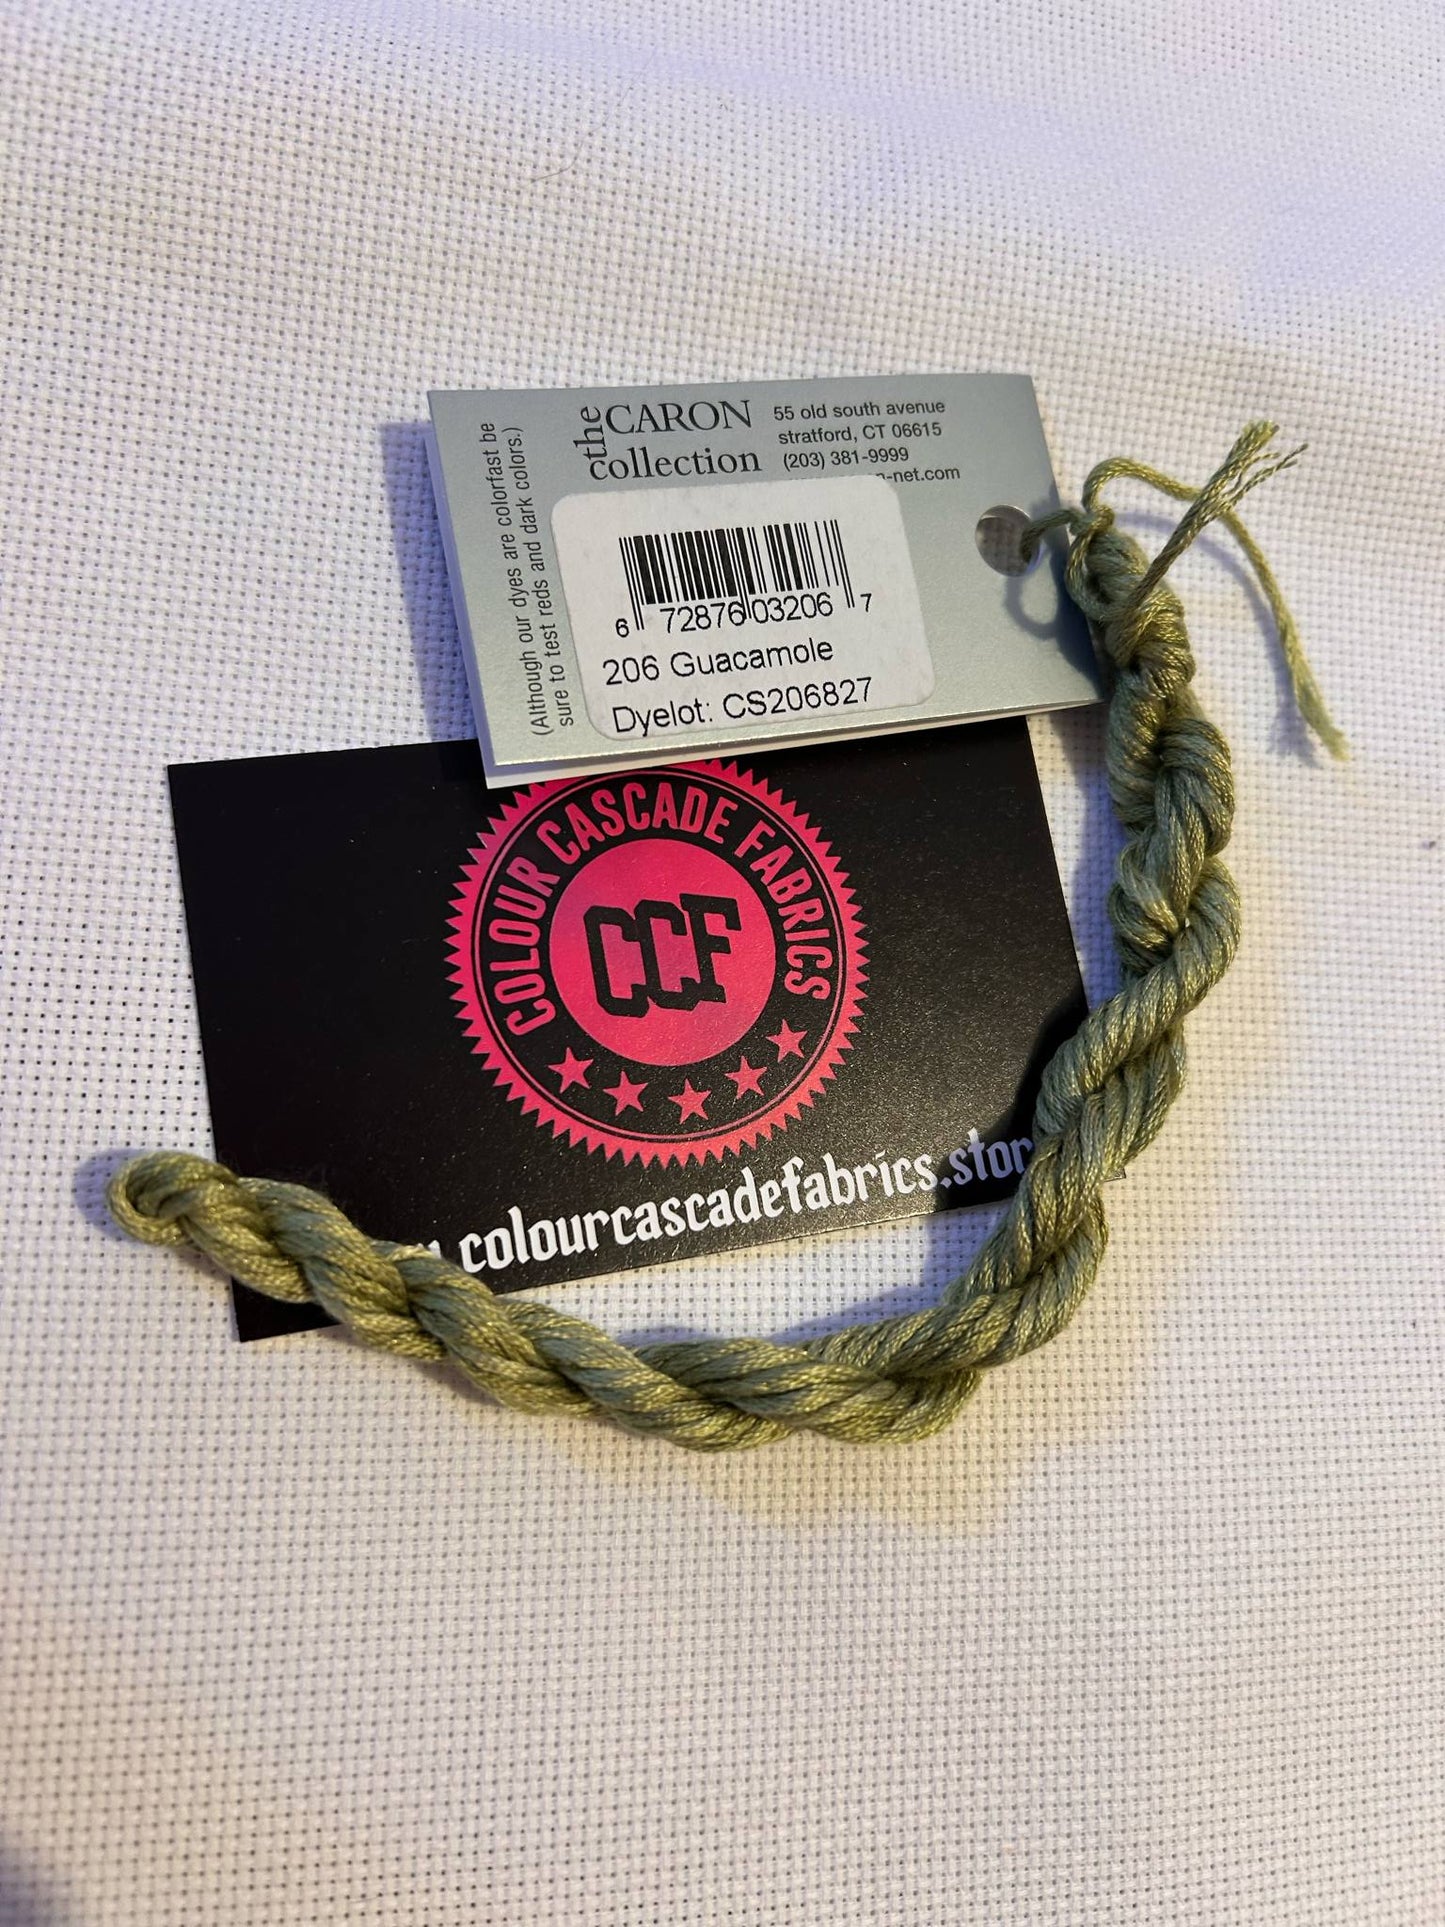 (Although our dyes are colorfast be
sure to test reds and dark colors.)
the CARON
collection
55 old south avenue
stratford, CT 06615
(203) 381-9999
-net.com
6 72876 03206 7
206 Guacamole
Dyelot: CS206827
COLOUR CASCADE FABRICS
CCF
.colourcascadefabrics.stor